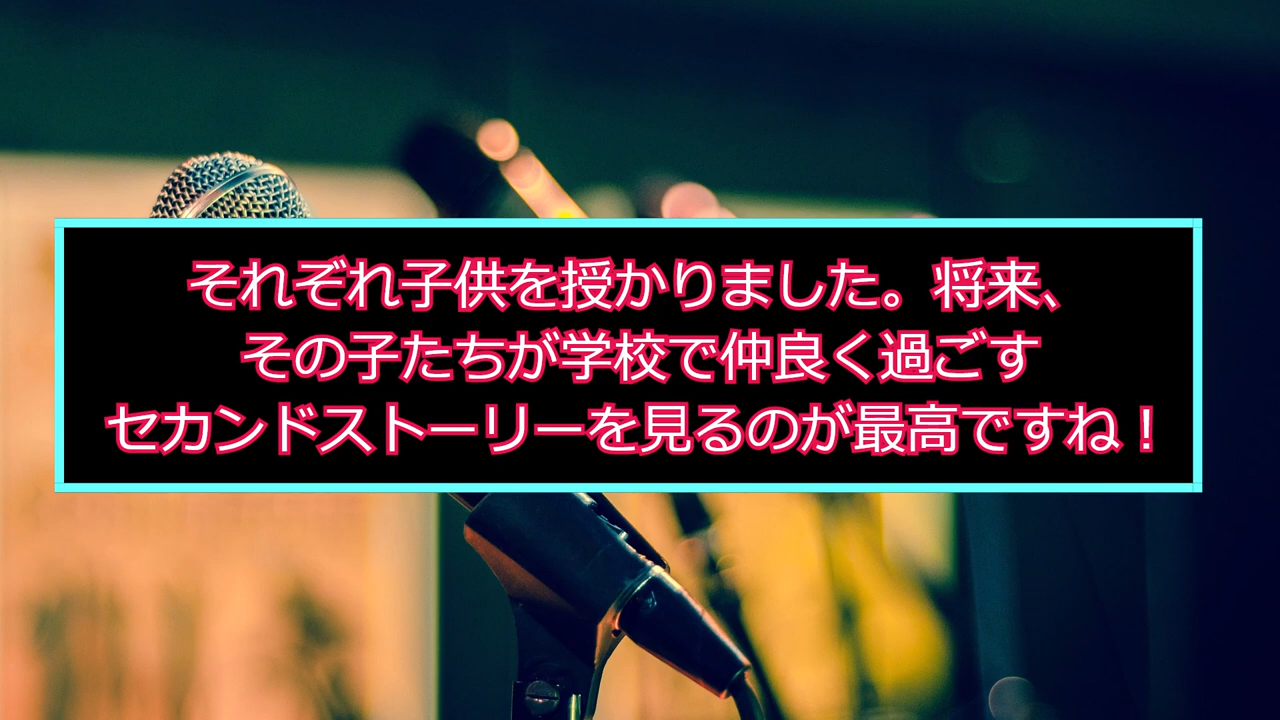 それぞれ子供を授かりました。将来、
その子たちが学校で仲良く過ごす
セカンドストーリーを見るのが最高ですね！